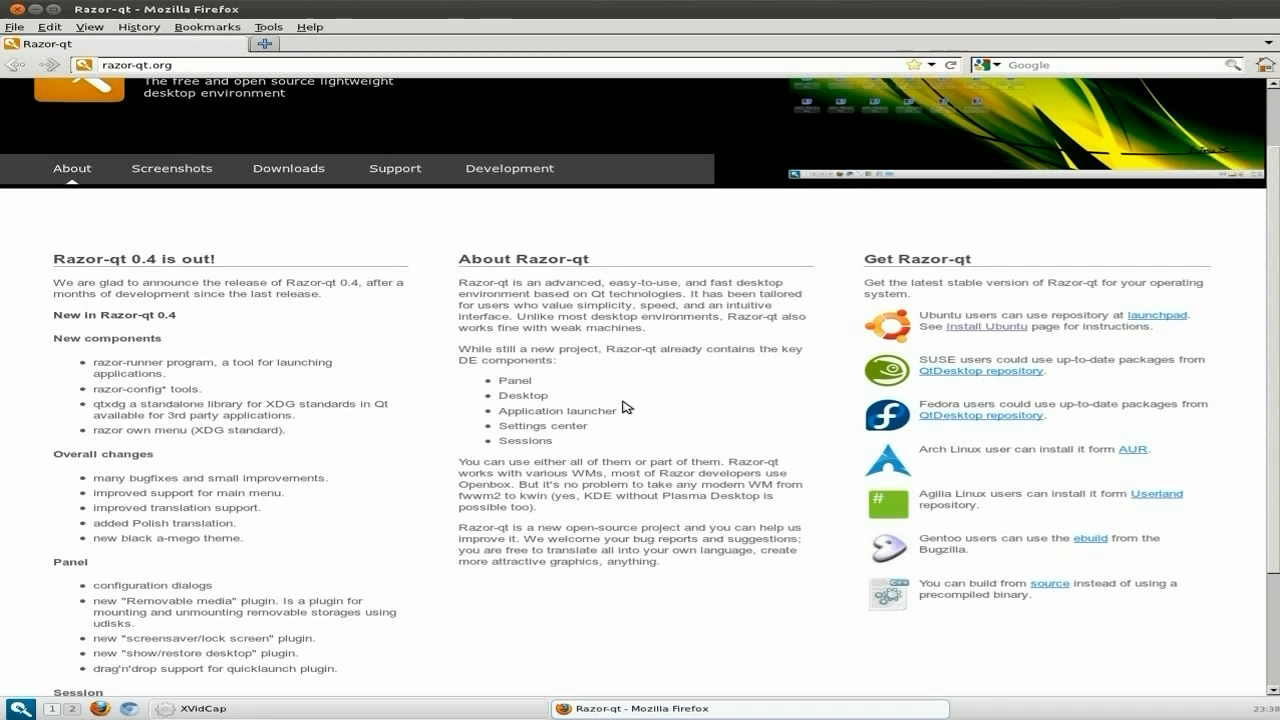 Razor-qt - Mozilla Firefox
File Edit View History Bookmarks Tools Help
Razor-qt
razor-qt.org
Google
The free and open source lightweight
desktop environment
About Screenshots Downloads Support Development
Razor-qt 0.4 is out!
We are glad to announce the release of Razor-qt 0.4, after a
months of development since the last release.
New in Razor-qt 0.4
New components
razor-runner program, a tool for launching
applications.
razor-config* tools.
qtxdg a standalone library for XDG standards in Qt
available for 3rd party applications.
razor own menu (XDG standard).
Overall changes
many bugfixes and small improvements.
improved support for main menu.
improved translation support.
added Polish translation.
new black a-mego theme.
Panel
configuration dialogs
new "Removable media" plugin. Is a plugin for
mounting and unmounting removable storages using
udisks.
new "screensaver/lock screen" plugin.
new "show/restore desktop" plugin.
drag'n'drop support for quicklaunch plugin.
Session
About Razor-qt
Razor-qt is an advanced, easy-to-use, and fast desktop
environment based on Qt technologies. It has been tailored
for users who value simplicity, speed, and an intuitive
interface. Unlike most desktop environments, Razor-qt also
works fine with weak machines.
While still a new project, Razor-qt already contains the key
DE components:
Panel
Desktop
Application launcher
Settings center
Sessions
You can use either all of them or part of them. Razor-qt
works with various WMs, most of Razor developers use
Openbox. But it's no problem to take any modern WM from
fwwm2 to kwin (yes, KDE without Plasma Desktop is
possible too).
Razor-qt is a new open-source project and you can help us
improve it. We welcome your bug reports and suggestions;
you are free to translate all into your own language, create
more attractive graphics, anything.
Get Razor-qt
Get the latest stable version of Razor-qt for your operating
system.
Ubuntu users can use repository at launchpad.
See Install Ubuntu page for instructions.
SUSE users could use up-to-date packages from
QtDesktop repository.
Fedora users could use up-to-date packages from
QtDesktop repository.
Arch Linux user can install it form AUR.
Agilia Linux users can install it form Userland
repository.
Gentoo users can use the ebuild from the
Bugzilla.
You can build from source instead of using a
precompiled binary.
1 2 XVidCap Razor-qt - Mozilla Firefox 23:38